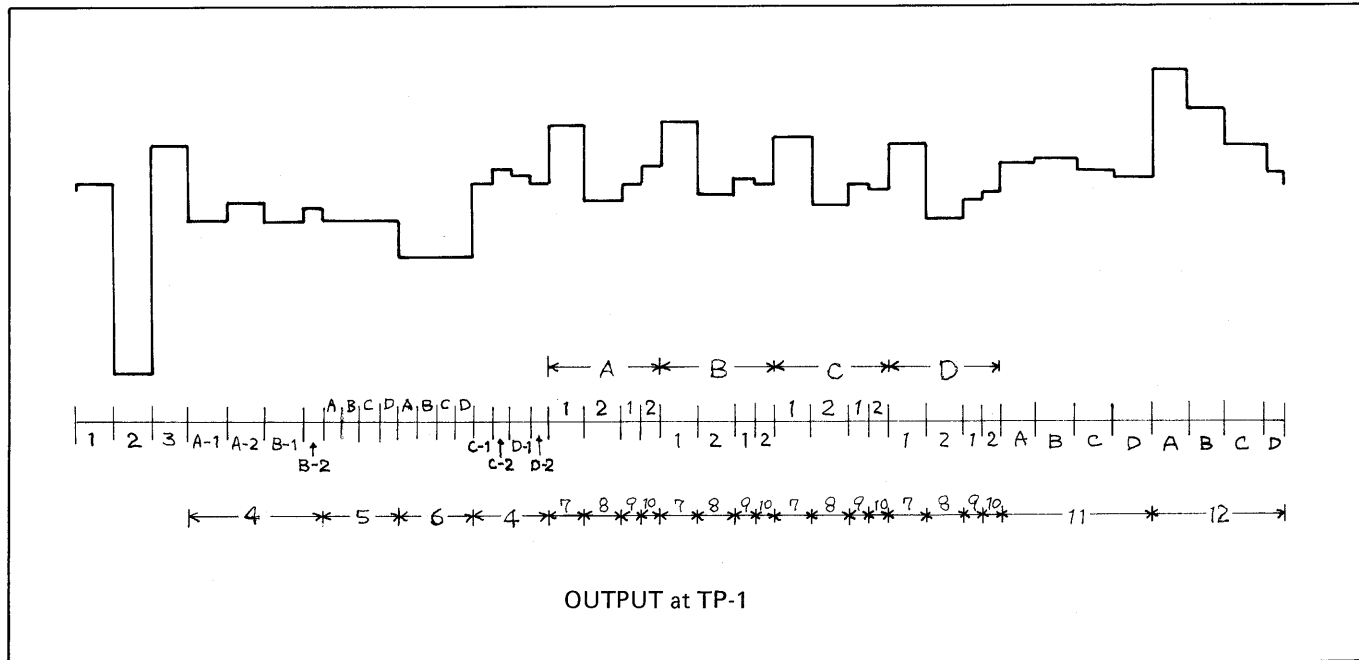 A B C D
A B C D A B C D 1 2 1 2 1 2 1 2
1 2 3 A-1 A-2 B-1 C-1 D-1 1 2 1 2 1 2 1 2 A B C D A B C D
B-2 C-2 D-2
4 5 6 4 7 8 9 10 7 8 9 10 7 8 9 10 7 8 9 10 11 12
OUTPUT at TP-1